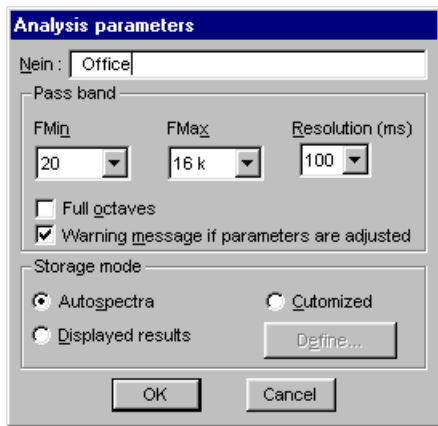 Analysis parameters
Nein : Office
Pass band
FMin FMax Resolution (ms)
20 16 k 100
Full octaves
Warning message if parameters are adjusted
Storage mode
Autospectra Cutomized
Displayed results Define...
OK Cancel